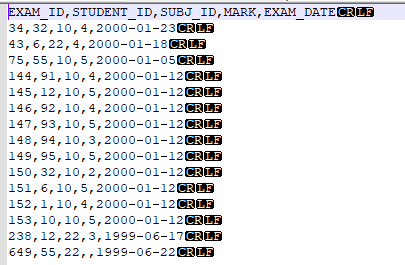 EXAM_ID,STUDENT_ID,SUBJ_ID,MARK,EXAM_DATECRLF
34,32,10,4,2000-01-23CRLF
43,6,22,4,2000-01-18CRLF
75,55,10,5,2000-01-05CRLF
144,91,10,4,2000-01-12CRLF
145,12,10,5,2000-01-12CRLF
146,92,10,4,2000-01-12CRLF
147,93,10,5,2000-01-12CRLF
148,94,10,3,2000-01-12CRLF
149,95,10,5,2000-01-12CRLF
150,32,10,2,2000-01-12CRLF
151,6,10,5,2000-01-12CRLF
152,1,10,4,2000-01-12CRLF
153,10,10,5,2000-01-12CRLF
238,12,22,3,1999-06-17CRLF
649,55,22,,1999-06-22CRLF